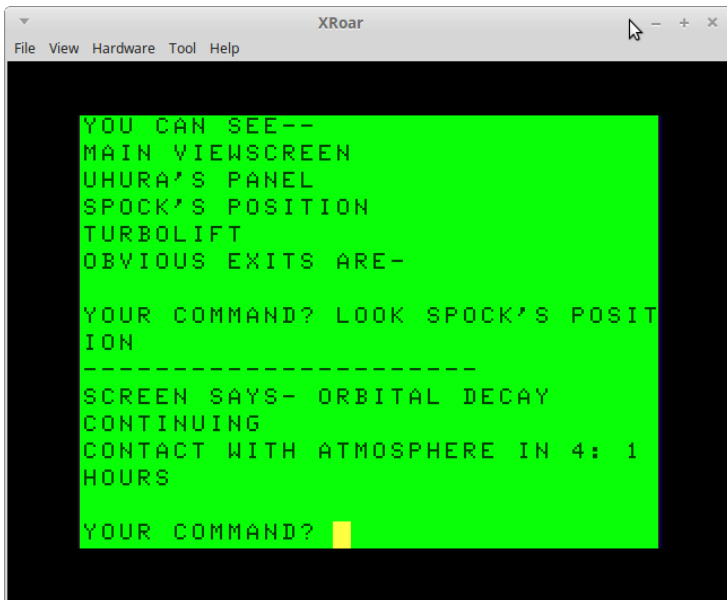 XRoar
File View Hardware Tool Help
YOU CAN SEE--
MAIN VIEWSCREEN
UHURA'S PANEL
SPOCK'S POSITION
TURBOLIFT
OBVIOUS EXITS ARE-
YOUR COMMAND? LOOK SPOCK'S POSIT
ION
----------------------
SCREEN SAYS- ORBITAL DECAY
CONTINUING
CONTACT WITH ATMOSPHERE IN 4: 1
HOURS
YOUR COMMAND?